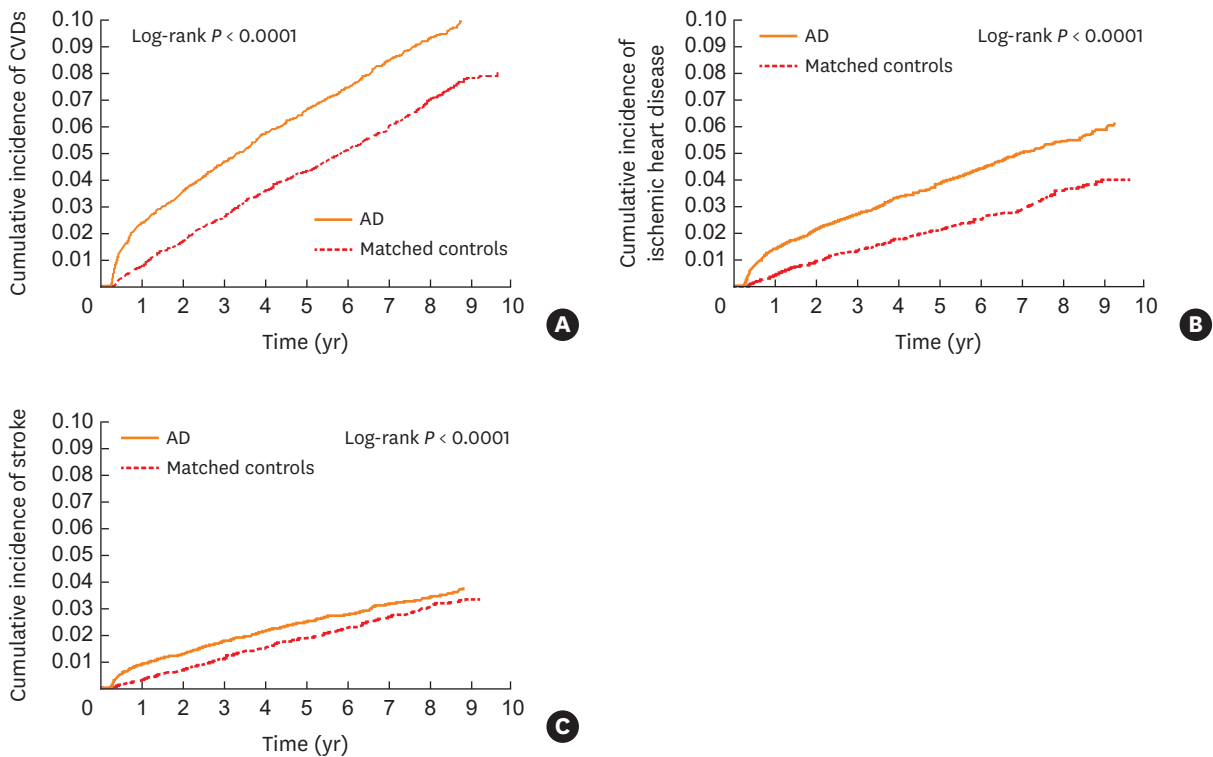 Cumulative incidence of CVDs
0.10
0.09
0.08
0.07
0.06
0.05
0.04
0.03
0.02
0.01
Log-rank P < 0.0001
AD
Matched controls
0 1 2 3 4 5 6 7 8 9 10
Time (yr)
A
Cumulative incidence of
ischemic heart disease
0.10
0.09
0.08
0.07
0.06
0.05
0.04
0.03
0.02
0.01
AD
Matched controls
Log-rank P < 0.0001
0 1 2 3 4 5 6 7 8 9 10
Time (yr)
B
Cumulative incidence of stroke
0.10
0.09
0.08
0.07
0.06
0.05
0.04
0.03
0.02
0.01
AD
Matched controls
Log-rank P < 0.0001
0 1 2 3 4 5 6 7 8 9 10
Time (yr)
C